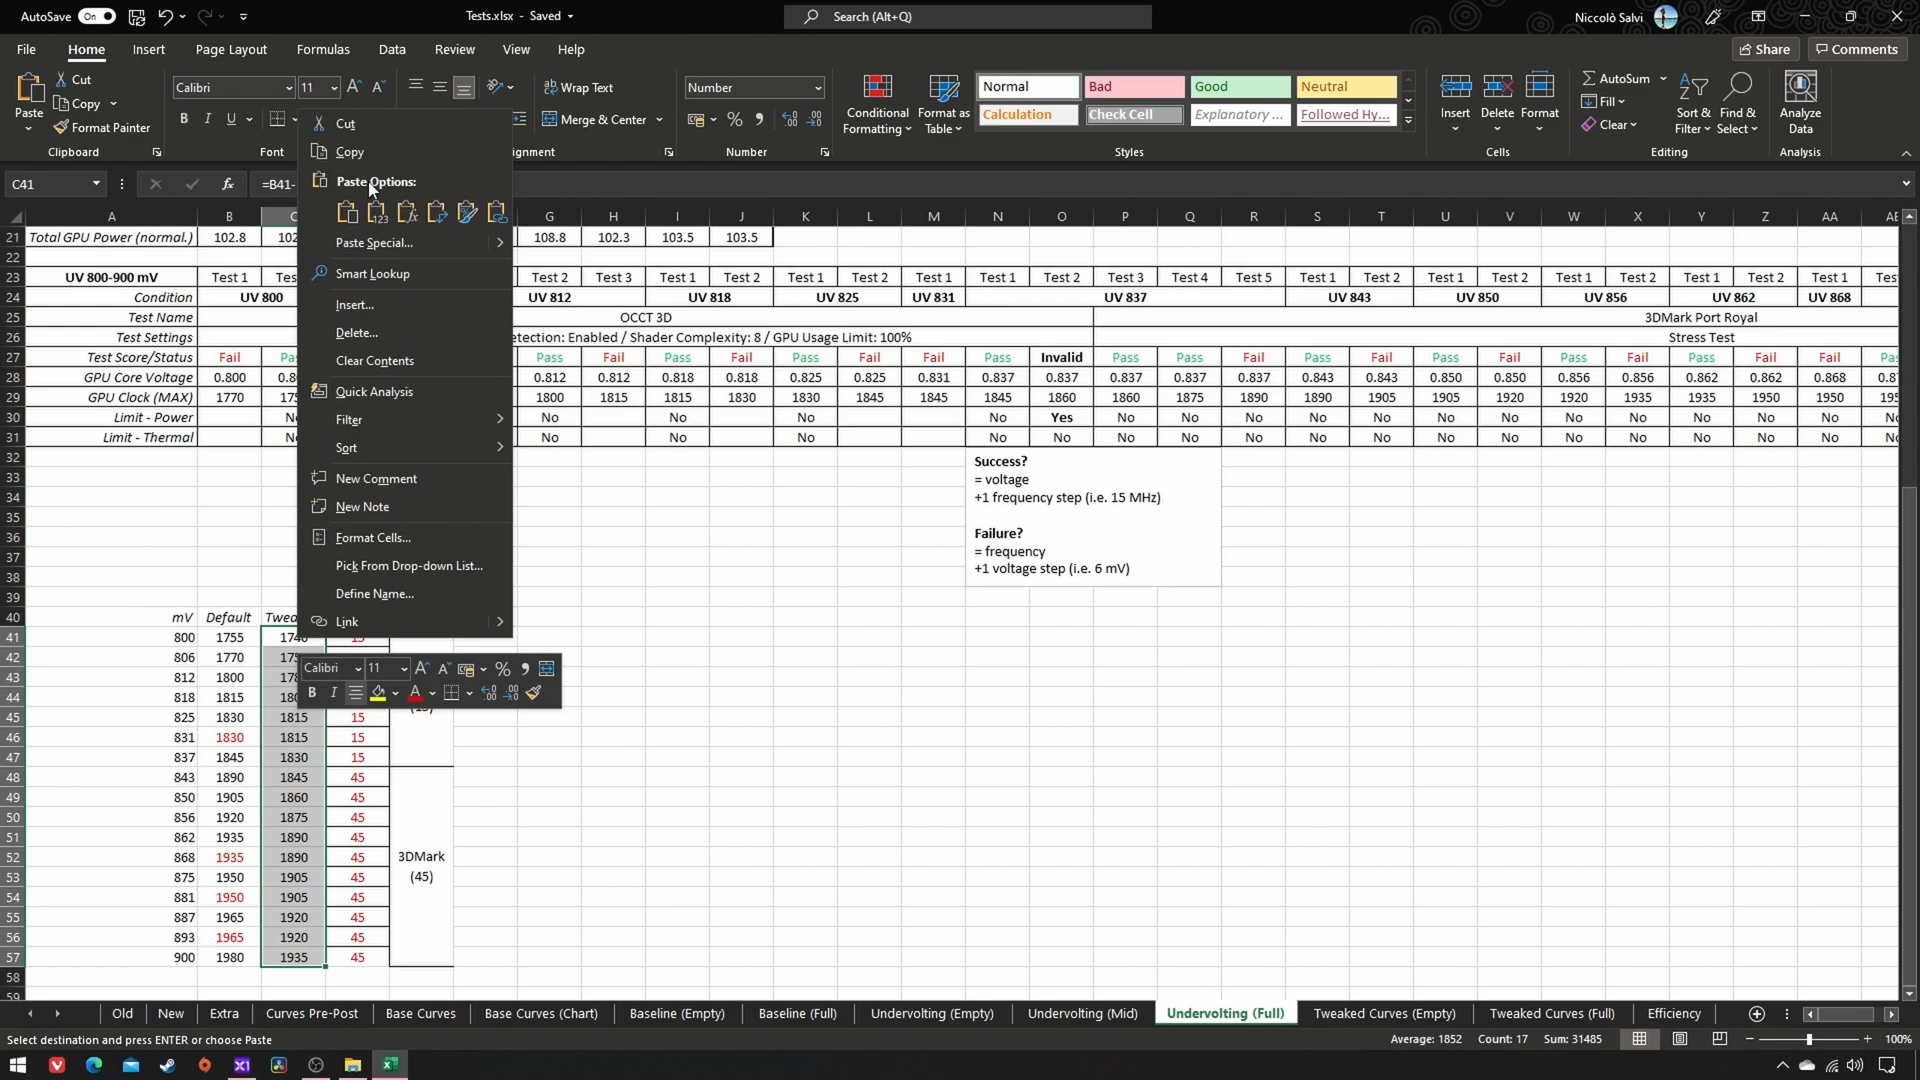 AutoSave On Tests.xlsx - Saved Search (Alt+Q) Niccolò Salvi
File Home Insert Page Layout Formulas Data Review View Help Share Comments
Paste Cut Copy Format Painter Clipboard
Calibri 11 B I U Font
Wrap Text Merge & Center
Number % Number
Conditional Formatting Format as Table
Normal Bad Good Neutral
Calculation Check Cell Explanatory ... Followed Hy...
Styles
Insert Delete Format Cells
AutoSum Fill Clear Sort & Filter Find & Select Editing
Analyze Data Analysis
C41 fx =B41-
A B G H I J K L M N O P Q R S T U V W X Y Z AA
21 Total GPU Power (normal.) 102.8 108.8 102.3 103.5 103.5
22
23 UV 800-900 mV Test 1 Test 2 Test 3 Test 1 Test 2 Test 1 Test 2 Test 1 Test 1 Test 2 Test 3 Test 4 Test 5 Test 1 Test 2 Test 1 Test 2 Test 1 Test 2 Test 1 Test 2 Test 1
24 Condition UV 800 UV 812 UV 818 UV 825 UV 831 UV 837 UV 843 UV 850 UV 856 UV 862 UV 868
25 Test Name OCCT 3D 3DMark Port Royal
26 Test Settings etection: Enabled / Shader Complexity: 8 / GPU Usage Limit: 100% Stress Test
27 Test Score/Status Fail Pass Fail Pass Fail Pass Fail Fail Pass Invalid Pass Pass Fail Pass Fail Pass Fail Pass Fail Pass Fail Fail
28 GPU Core Voltage 0.800 0.812 0.812 0.818 0.818 0.825 0.825 0.831 0.837 0.837 0.837 0.837 0.837 0.843 0.843 0.850 0.850 0.856 0.856 0.862 0.862 0.868
29 GPU Clock (MAX) 1770 1800 1815 1815 1830 1830 1845 1845 1845 1860 1860 1875 1890 1890 1905 1905 1920 1920 1935 1935 1950 1950
30 Limit - Power No No No No Yes No No No No No No No No No No No No
31 Limit - Thermal No No No No No No No No No No No No No No No No No
32
33
34
35
36
37
38
39
Success?
= voltage
+1 frequency step (i.e. 15 MHz)
Failure?
= frequency
+1 voltage step (i.e. 6 mV)
40 mV Default
41 800 1755 1740 15
42 806 1770
43 812 1800
44 818 1815
45 825 1830 1815 15
46 831 1830 1815 15
47 837 1845 1830 15
48 843 1890 1845 45
49 850 1905 1860 45
50 856 1920 1875 45
51 862 1935 1890 45
52 868 1935 1890 45 3DMark
53 875 1950 1905 45 (45)
54 881 1950 1905 45
55 887 1965 1920 45
56 893 1965 1920 45
57 900 1980 1935 45
58
59
Cut
Copy
Paste Options:
Paste Special...
Smart Lookup
Insert...
Delete...
Clear Contents
Quick Analysis
Filter
Sort
New Comment
New Note
Format Cells...
Pick From Drop-down List...
Define Name...
Link
Calibri 11 %
B I A
Old New Extra Curves Pre-Post Base Curves Base Curves (Chart) Baseline (Empty) Baseline (Full) Undervolting (Empty) Undervolting (Mid) Undervolting (Full) Tweaked Curves (Empty) Tweaked Curves (Full) Efficiency
Select destination and press ENTER or choose Paste Average: 1852 Count: 17 Sum: 31485 100%